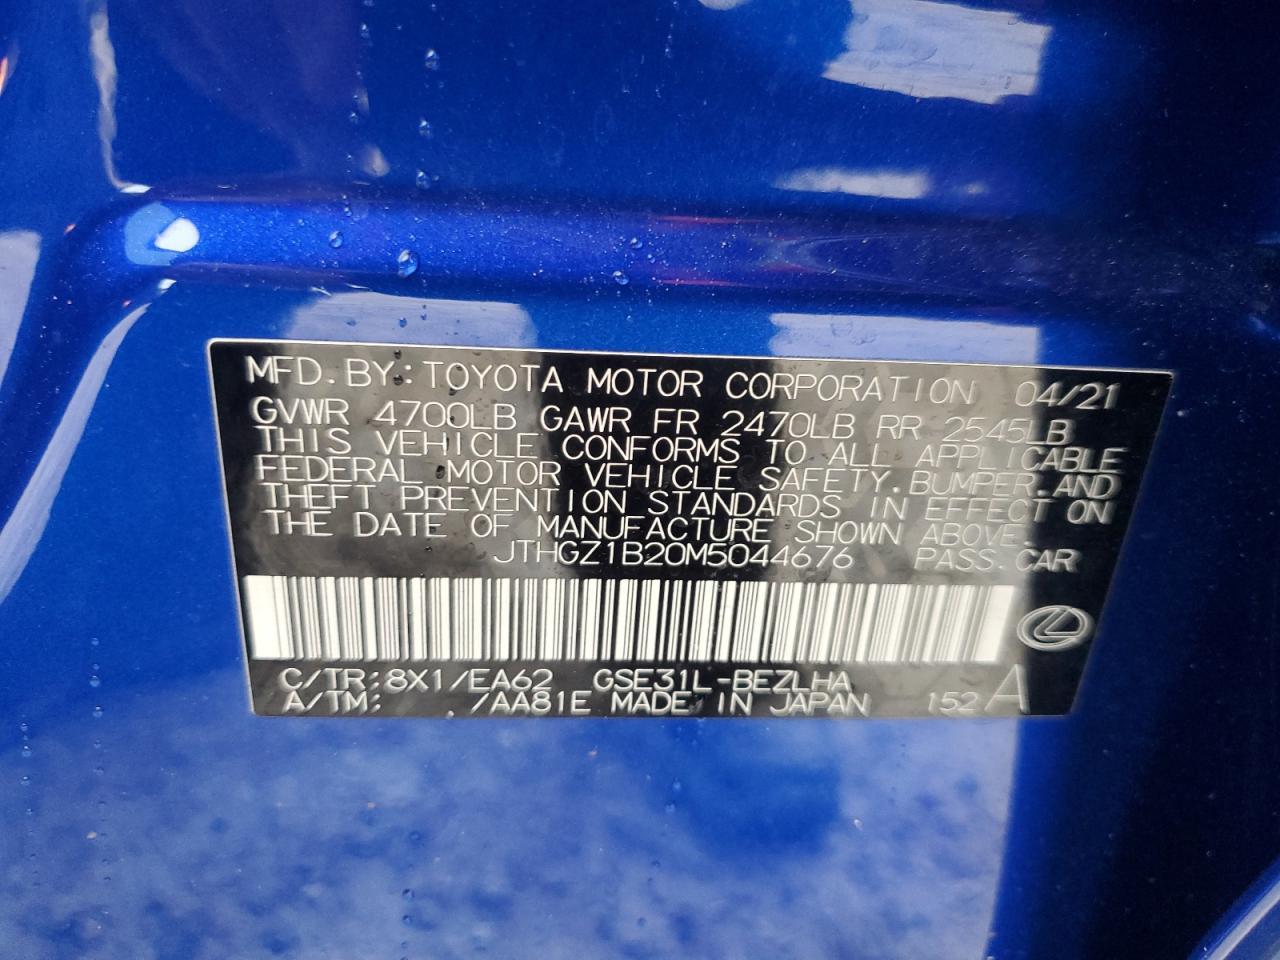 MFD. BY: TOYOTA MOTOR CORPORATION 04/21
GVWR 4700LB GAWR FR 2470LB RR 2545LB
THIS VEHICLE CONFORMS TO ALL APPLICABLE
FEDERAL MOTOR VEHICLE SAFETY, BUMPER, AND
THEFT PREVENTION STANDARDS IN EFFECT ON
THE DATE OF MANUFACTURE SHOWN ABOVE.
JTHGZ1B20M5044676 PASS. CAR
C/TR: 8X1/EA62 GSE31L-BEZLHA
A/TM: /AA81E MADE IN JAPAN 152 A